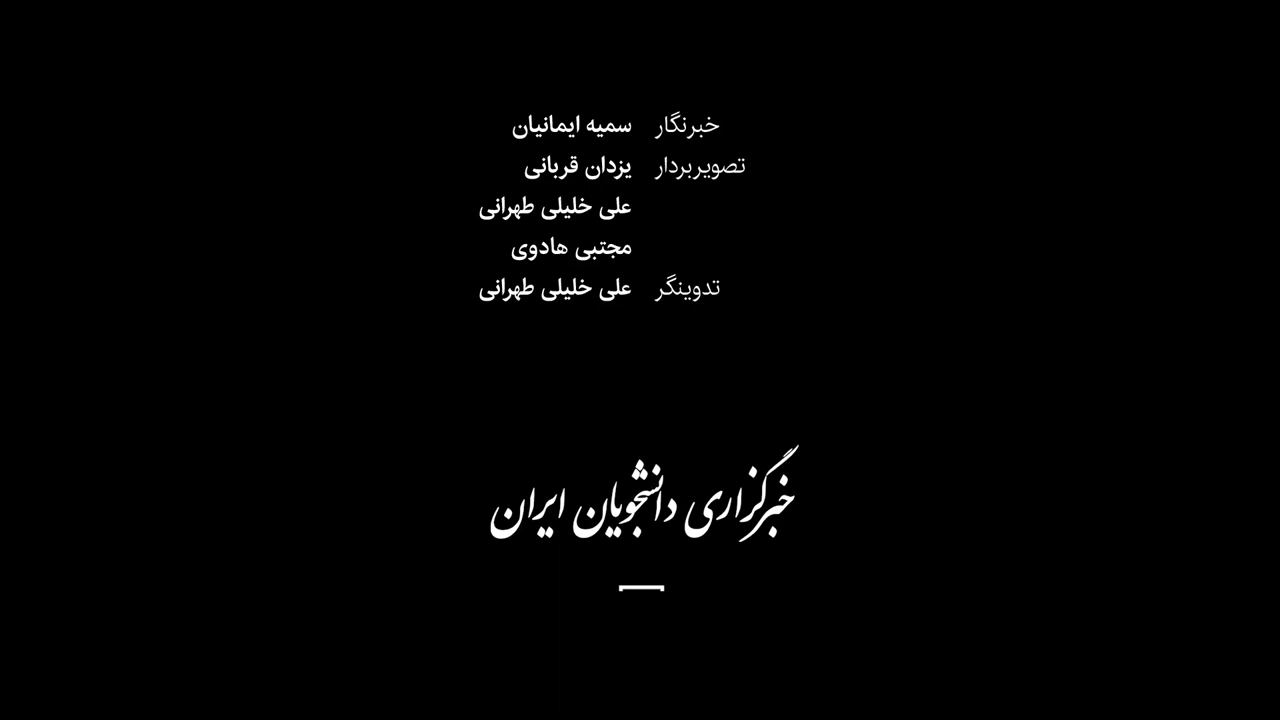 خبرنگار سمیه ایمانیان
تصویربردار یزدان قربانی
علی خلیلی طهرانی
مجتبی هادوی
تدوینگر علی خلیلی طهرانی
خبرگزاری دانشجویان ایران